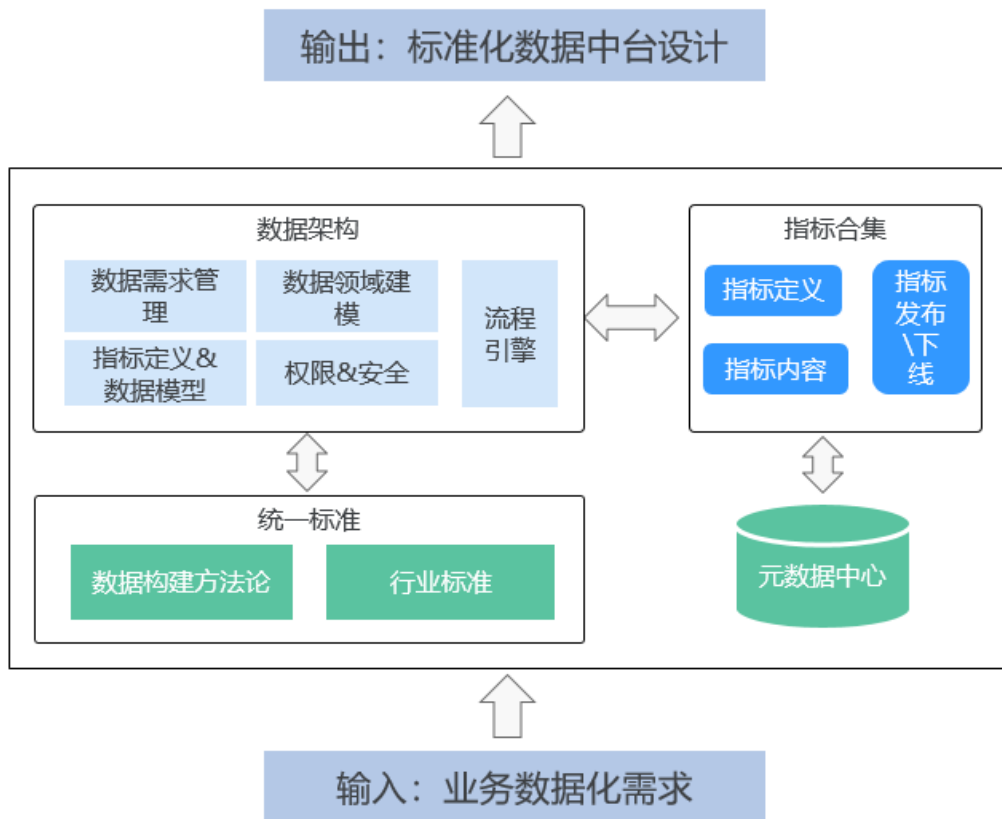 输出：标准化数据中台设计
数据架构
数据需求管
理
数据领域建
模
流程
引擎
指标定义&
数据模型
权限&安全
指标合集
指标定义
指标内容
指标
发布
\下
线
统一标准
数据构建方法论
行业标准
元数据中心
输入：业务数据化需求